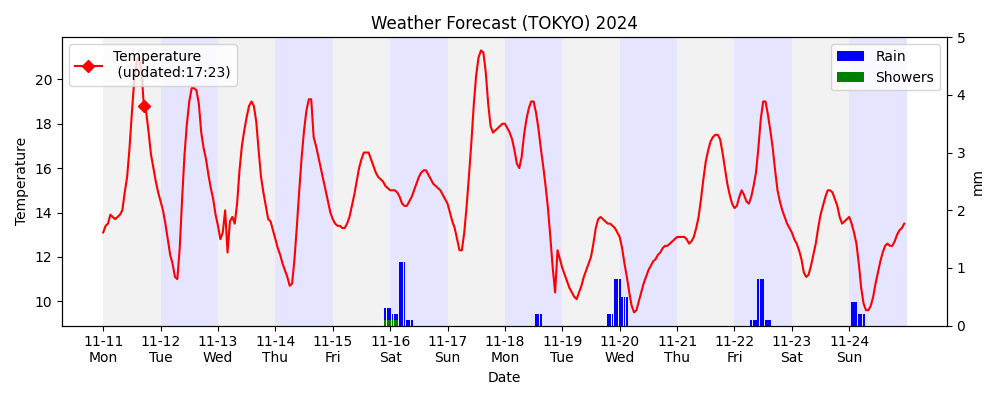 Weather Forecast (TOKYO) 2024
Temperature
(updated:17:23)
Rain
Showers
Temperature
20
18
16
14
12
10
5
4
3
2
1
0
mm
11-11 11-12 11-13 11-14 11-15 11-16 11-17 11-18 11-19 11-20 11-21 11-22 11-23 11-24
Mon Tue Wed Thu Fri Sat Sun Mon Tue Wed Thu Fri Sat Sun
Date